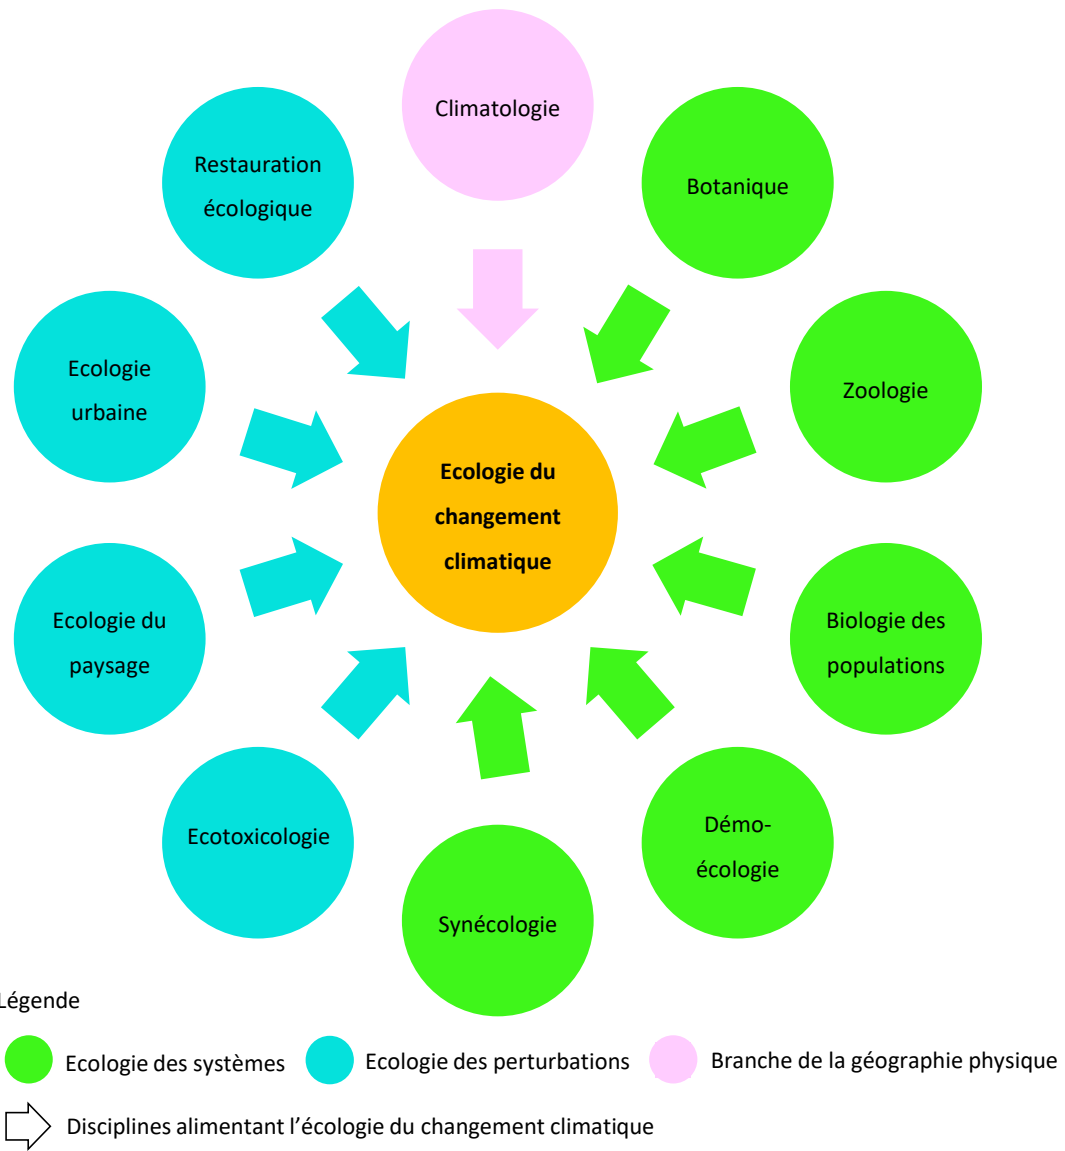 Climatologie
Restauration
écologique
Botanique
Ecologie
urbaine
Zoologie
Ecologie du
changement
climatique
Ecologie du
paysage
Biologie des
populations
Ecotoxicologie
Démo-
écologie
Synécologie
Légende
Ecologie des systèmes
Ecologie des perturbations
Branche de la géographie physique
Disciplines alimentant l’écologie du changement climatique